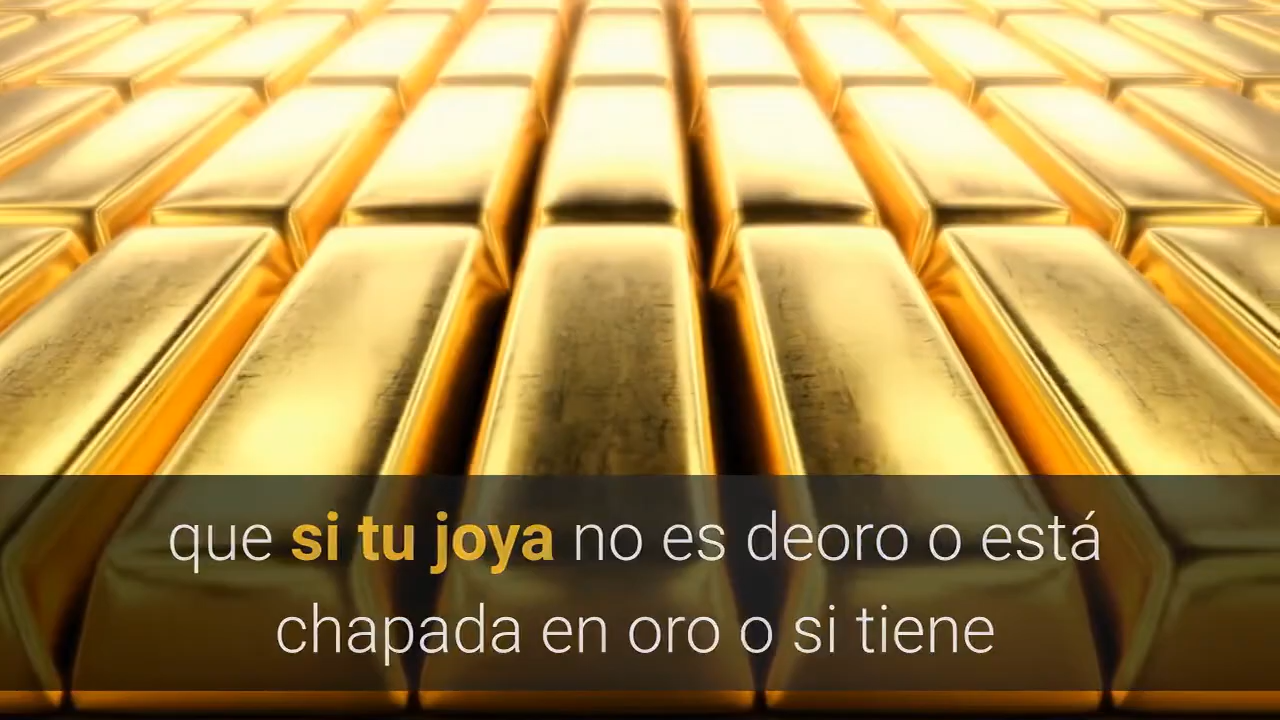 que si tu joya no es deoro o está
chapada en oro o si tiene